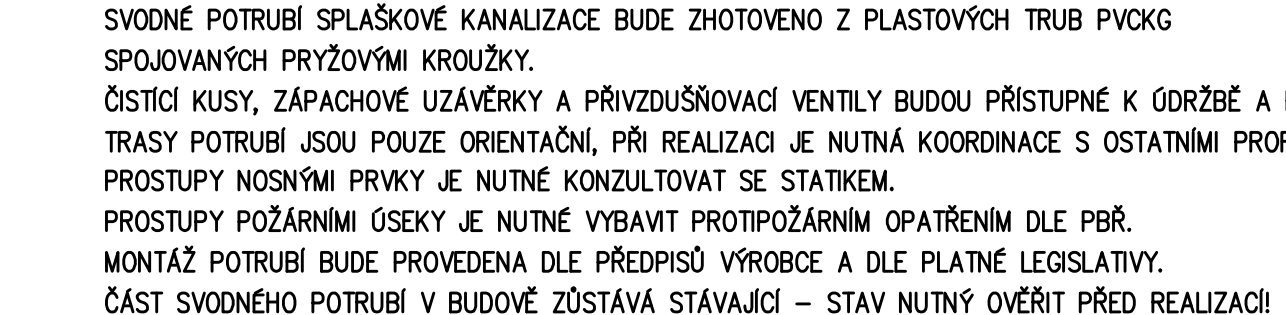 SVODNÉ POTRUBÍ SPLAŠKOVÉ KANALIZACE BUDE ZHOTOVENO Z PLASTOVÝCH TRUB PVCKG
SPOJOVANÝCH PRYŽOVÝMI KROUŽKY.
ČISTÍCÍ KUSY, ZÁPACHOVÉ UZÁVĚRKY A PŘIVZDUŠŇOVACÍ VENTILY BUDOU PŘÍSTUPNÉ K ÚDRŽBĚ A
TRASY POTRUBÍ JSOU POUZE ORIENTAČNÍ, PŘI REALIZACI JE NUTNÁ KOORDINACE S OSTATNÍMI
PROSTUPY NOSNÝMI PRVKY JE NUTNÉ KONZULTOVAT SE STATIKEM.
PROSTUPY POŽÁRNÍMI ÚSEKY JE NUTNÉ VYBAVIT PROTIPOŽÁRNÍM OPATŘENÍM DLE PBŘ.
MONTÁŽ POTRUBÍ BUDE PROVEDENA DLE PŘEDPISŮ VÝROBCE A DLE PLATNÉ LEGISLATIVY.
ČÁST SVODNÉHO POTRUBÍ V BUDOVĚ ZŮSTÁVÁ STÁVAJÍCÍ – STAV NUTNÝ OVĚŘIT PŘED REALIZACÍ!